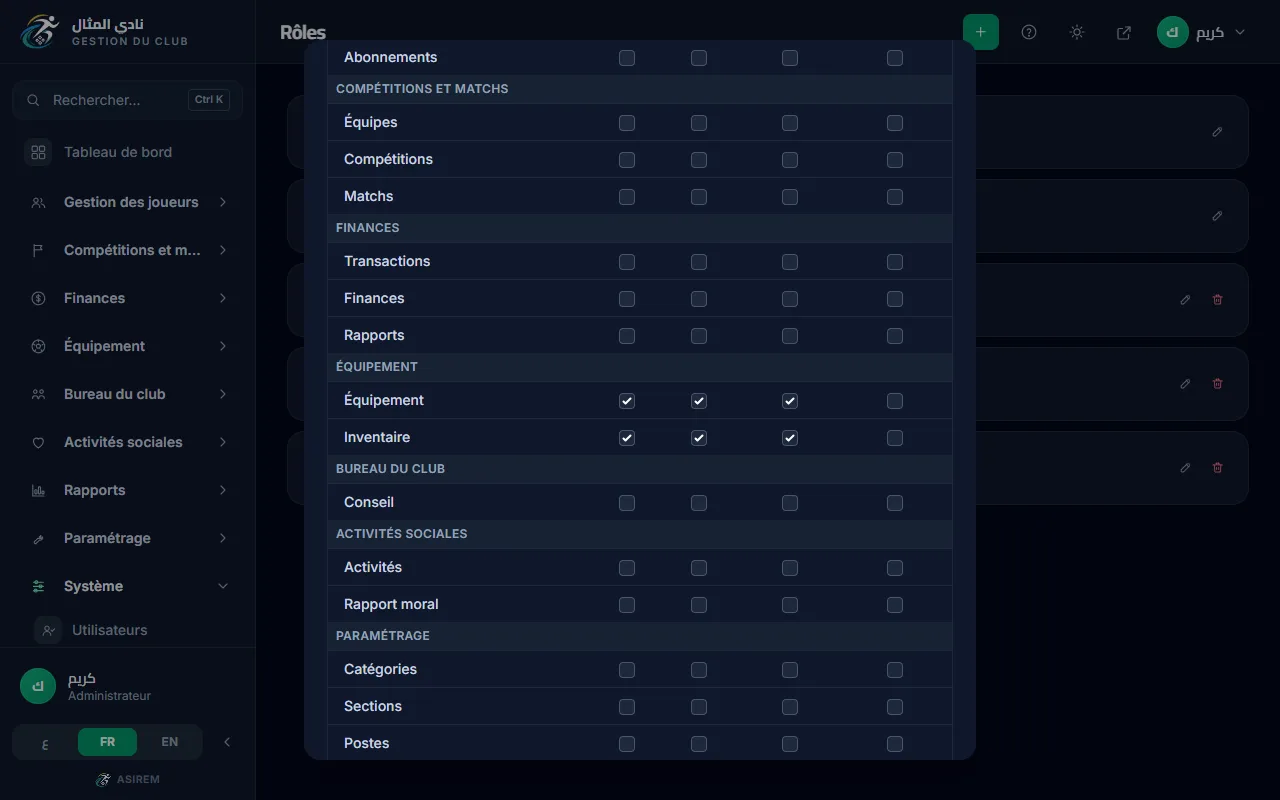 نادي المثال
GESTION DU CLUB
Rechercher...
Ctrl K
Tableau de bord
Gestion des joueurs
Compétitions et m...
Finances
Équipement
Bureau du club
Activités sociales
Rapports
Paramétrage
Système
Utilisateurs
ك
كريم
Administrateur
ع
FR
EN
ASIREM
Rôles
+
ك
كريم
Abonnements
COMPÉTITIONS ET MATCHS
Équipes
Compétitions
Matchs
FINANCES
Transactions
Finances
Rapports
ÉQUIPEMENT
Équipement
Inventaire
BUREAU DU CLUB
Conseil
ACTIVITÉS SOCIALES
Activités
Rapport moral
PARAMÉTRAGE
Catégories
Sections
Postes